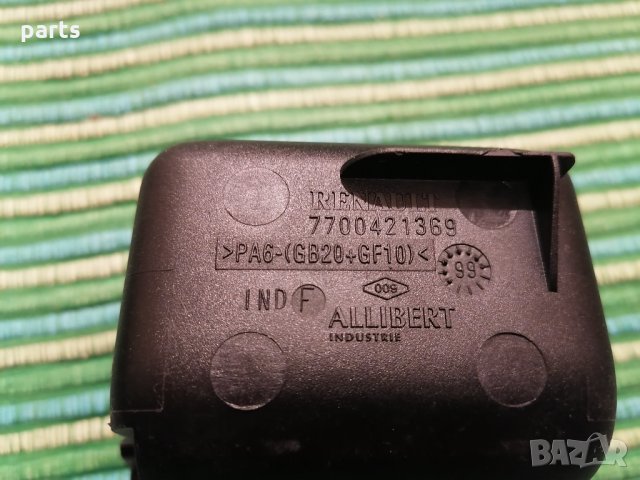 parts
RENAULT
7700421369
>PA6-(GB20+GF10)<
99
IND F
009
ALLIBERT
INDUSTRIE
BAZAR